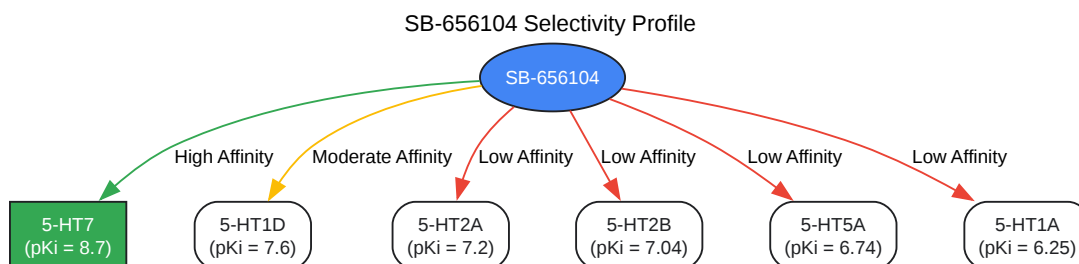 SB-656104 Selectivity Profile
SB-656104
High Affinity
Moderate Affinity
Low Affinity
Low Affinity
Low Affinity
Low Affinity
5-HT7
(pKi = 8.7)
5-HT1D
(pKi = 7.6)
5-HT2A
(pKi = 7.2)
5-HT2B
(pKi = 7.04)
5-HT5A
(pKi = 6.74)
5-HT1A
(pKi = 6.25)